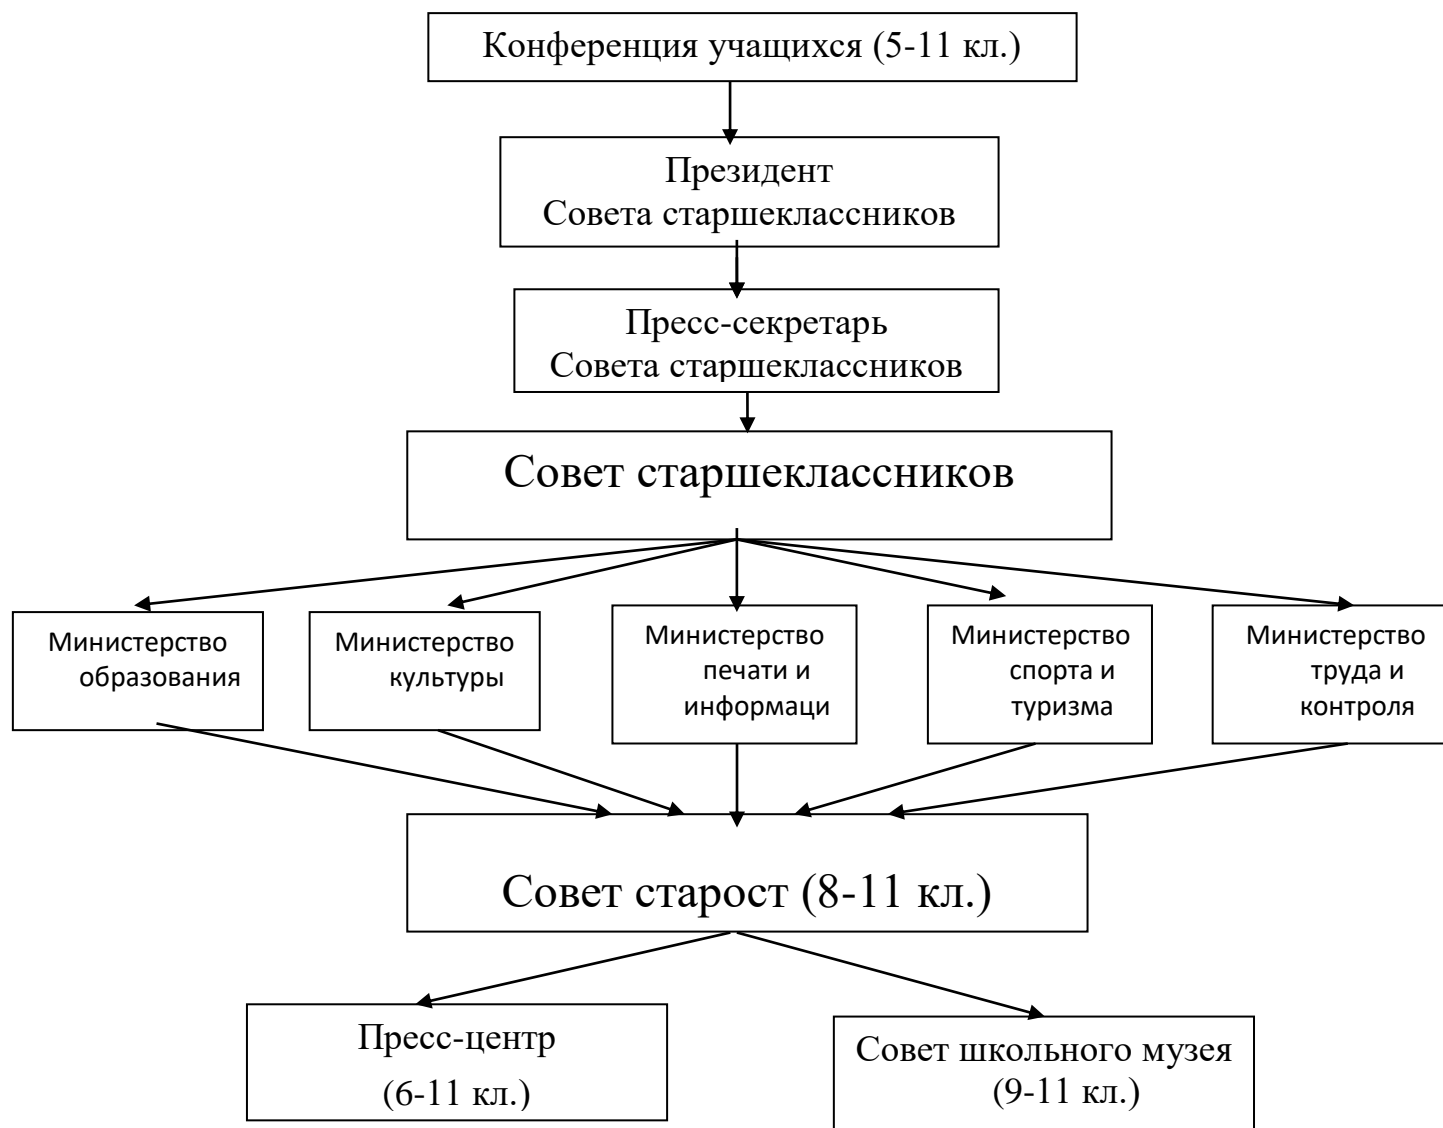 Конференция учащихся (5-11 кл.)
Президент
Совета старшеклассников
Пресс-секретарь
Совета старшеклассников
Совет старшеклассников
Министерство
образования
Министерство
культуры
Министерство
печати и
информаци
Министерство
спорта и
туризма
Министерство
труда и
контроля
Совет старост (8-11 кл.)
Пресс-центр
(6-11 кл.)
Совет школьного музея
(9-11 кл.)